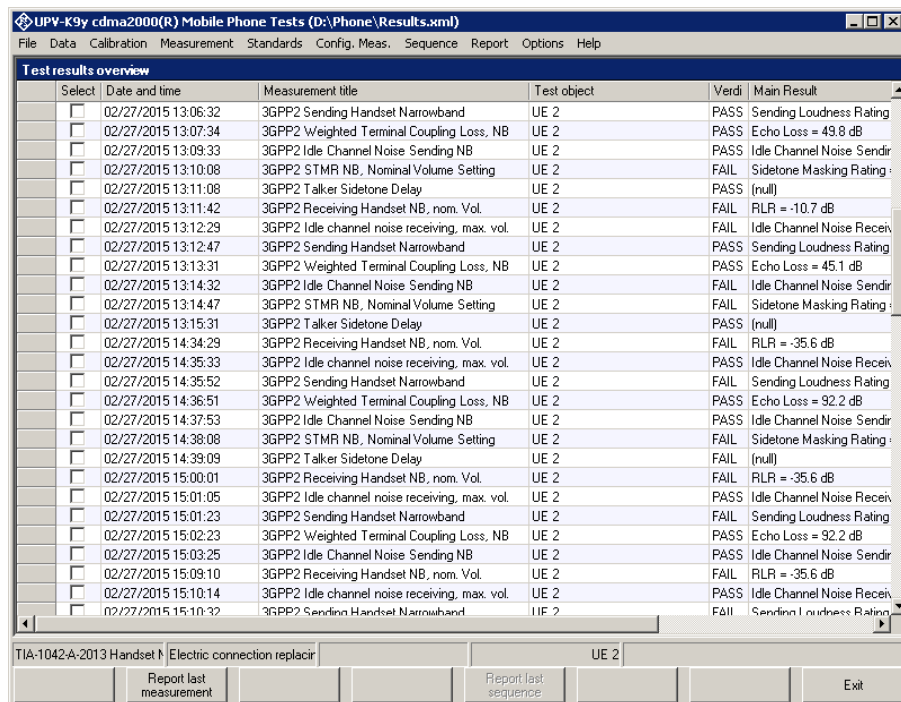 UPV-K9y cdma2000(R) Mobile Phone Tests (D:\Phone\Results.xml)
File Data Calibration Measurement Standards Config. Meas. Sequence Report Options Help
Test results overview
Select Date and time Measurement title Test object Verdi Main Result
02/27/2015 13:06:32 3GPP2 Sending Handset Narrowband UE 2 PASS Sending Loudness Rating
02/27/2015 13:07:34 3GPP2 Weighted Terminal Coupling Loss, NB UE 2 PASS Echo Loss = 49.8 dB
02/27/2015 13:09:33 3GPP2 Idle Channel Noise Sending NB UE 2 PASS Idle Channel Noise Sendin
02/27/2015 13:10:08 3GPP2 STMR NB, Nominal Volume Setting UE 2 FAIL Sidetone Masking Rating =
02/27/2015 13:11:08 3GPP2 Talker Sidetone Delay UE 2 PASS (null)
02/27/2015 13:11:42 3GPP2 Receiving Handset NB, nom. Vol. UE 2 FAIL RLR = -10.7 dB
02/27/2015 13:12:29 3GPP2 Idle channel noise receiving, max. vol. UE 2 FAIL Idle Channel Noise Receiv
02/27/2015 13:12:47 3GPP2 Sending Handset Narrowband UE 2 PASS Sending Loudness Rating
02/27/2015 13:13:31 3GPP2 Weighted Terminal Coupling Loss, NB UE 2 PASS Echo Loss = 45.1 dB
02/27/2015 13:14:32 3GPP2 Idle Channel Noise Sending NB UE 2 FAIL Idle Channel Noise Sendin
02/27/2015 13:14:47 3GPP2 STMR NB, Nominal Volume Setting UE 2 FAIL Sidetone Masking Rating =
02/27/2015 13:15:31 3GPP2 Talker Sidetone Delay UE 2 PASS (null)
02/27/2015 14:34:29 3GPP2 Receiving Handset NB, nom. Vol. UE 2 FAIL RLR = -35.6 dB
02/27/2015 14:35:33 3GPP2 Idle channel noise receiving, max. vol. UE 2 PASS Idle Channel Noise Receiv
02/27/2015 14:35:52 3GPP2 Sending Handset Narrowband UE 2 FAIL Sending Loudness Rating
02/27/2015 14:36:51 3GPP2 Weighted Terminal Coupling Loss, NB UE 2 PASS Echo Loss = 92.2 dB
02/27/2015 14:37:53 3GPP2 Idle Channel Noise Sending NB UE 2 PASS Idle Channel Noise Sendin
02/27/2015 14:38:08 3GPP2 STMR NB, Nominal Volume Setting UE 2 FAIL Sidetone Masking Rating =
02/27/2015 14:39:09 3GPP2 Talker Sidetone Delay UE 2 FAIL (null)
02/27/2015 15:00:01 3GPP2 Receiving Handset NB, nom. Vol. UE 2 FAIL RLR = -35.6 dB
02/27/2015 15:01:05 3GPP2 Idle channel noise receiving, max. vol. UE 2 PASS Idle Channel Noise Receiv
02/27/2015 15:01:23 3GPP2 Sending Handset Narrowband UE 2 FAIL Sending Loudness Rating
02/27/2015 15:02:23 3GPP2 Weighted Terminal Coupling Loss, NB UE 2 PASS Echo Loss = 92.2 dB
02/27/2015 15:03:25 3GPP2 Idle Channel Noise Sending NB UE 2 PASS Idle Channel Noise Sendin
02/27/2015 15:09:10 3GPP2 Receiving Handset NB, nom. Vol. UE 2 FAIL RLR = -35.6 dB
02/27/2015 15:10:14 3GPP2 Idle channel noise receiving, max. vol. UE 2 PASS Idle Channel Noise Receiv
02/27/2015 15:10:32 3GPP2 Sending Handset Narrowband UE 2 FAIL Sending Loudness Rating
TIA-1042-A-2013 Handset N Electric connection replacin UE 2
Report last measurement Report last sequence Exit